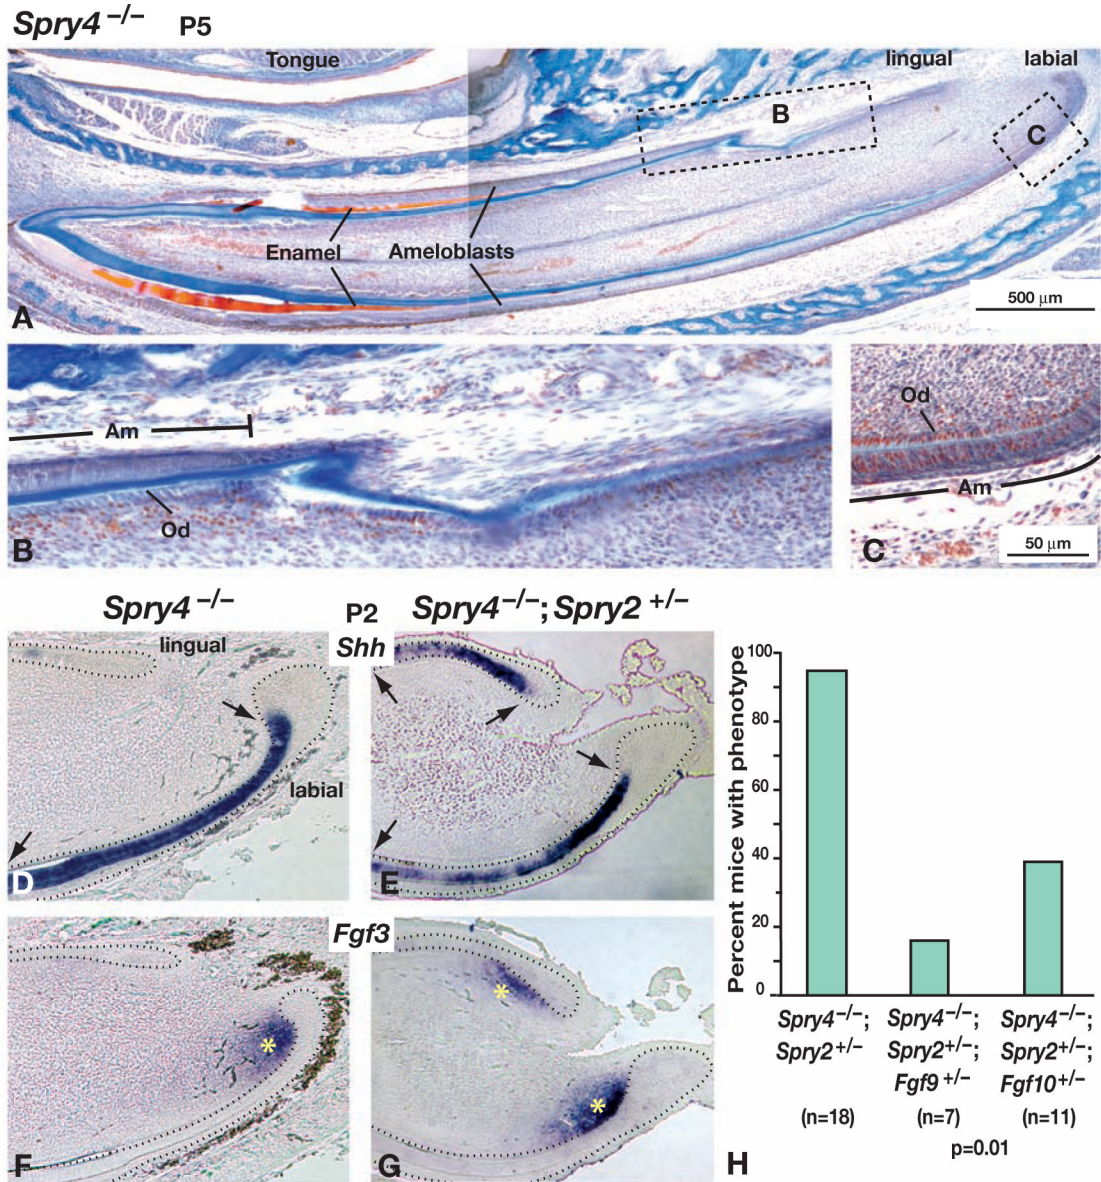 Spry4 –/– P5
Tongue
lingual
labial
B
C
Enamel
Ameloblasts
500 μm
A
Am
Od
B
Od
Am
C
50 μm
Spry4 –/– P2 Spry4 –/–; Spry2 +/–
lingual
Shh
labial
D
E
Fgf3
*
*
*
F
G
Percent mice with phenotype
100
80
60
40
20
0
Spry4–/–;
Spry2+/–
(n=18)
Spry4–/–;
Spry2+/–;
Fgf9+/–
(n=7)
Spry4–/–;
Spry2+/–;
Fgf10+/–
(n=11)
p=0.01
H